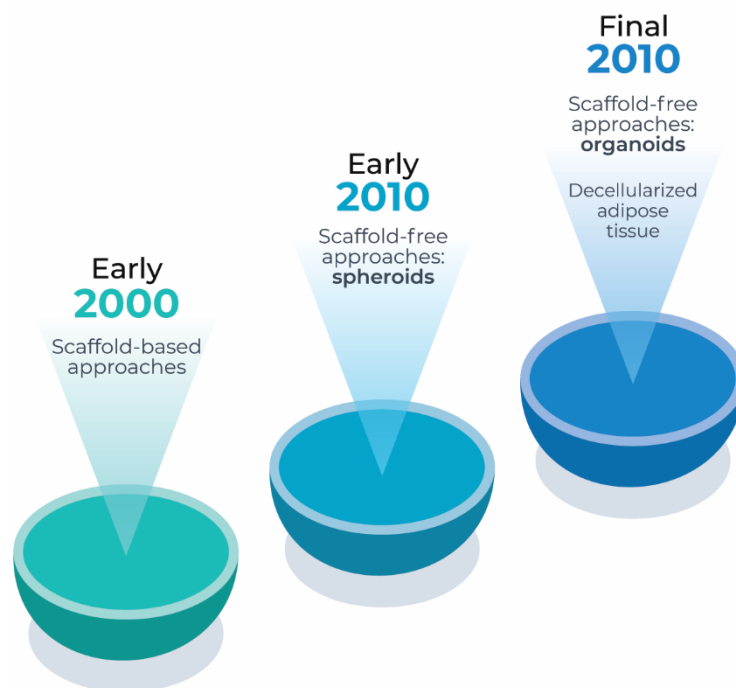 Early
2000
Scaffold-based
approaches
Early
2010
Scaffold-free
approaches:
spheroids
Final
2010
Scaffold-free
approaches:
organoids
Decellularized
adipose
tissue